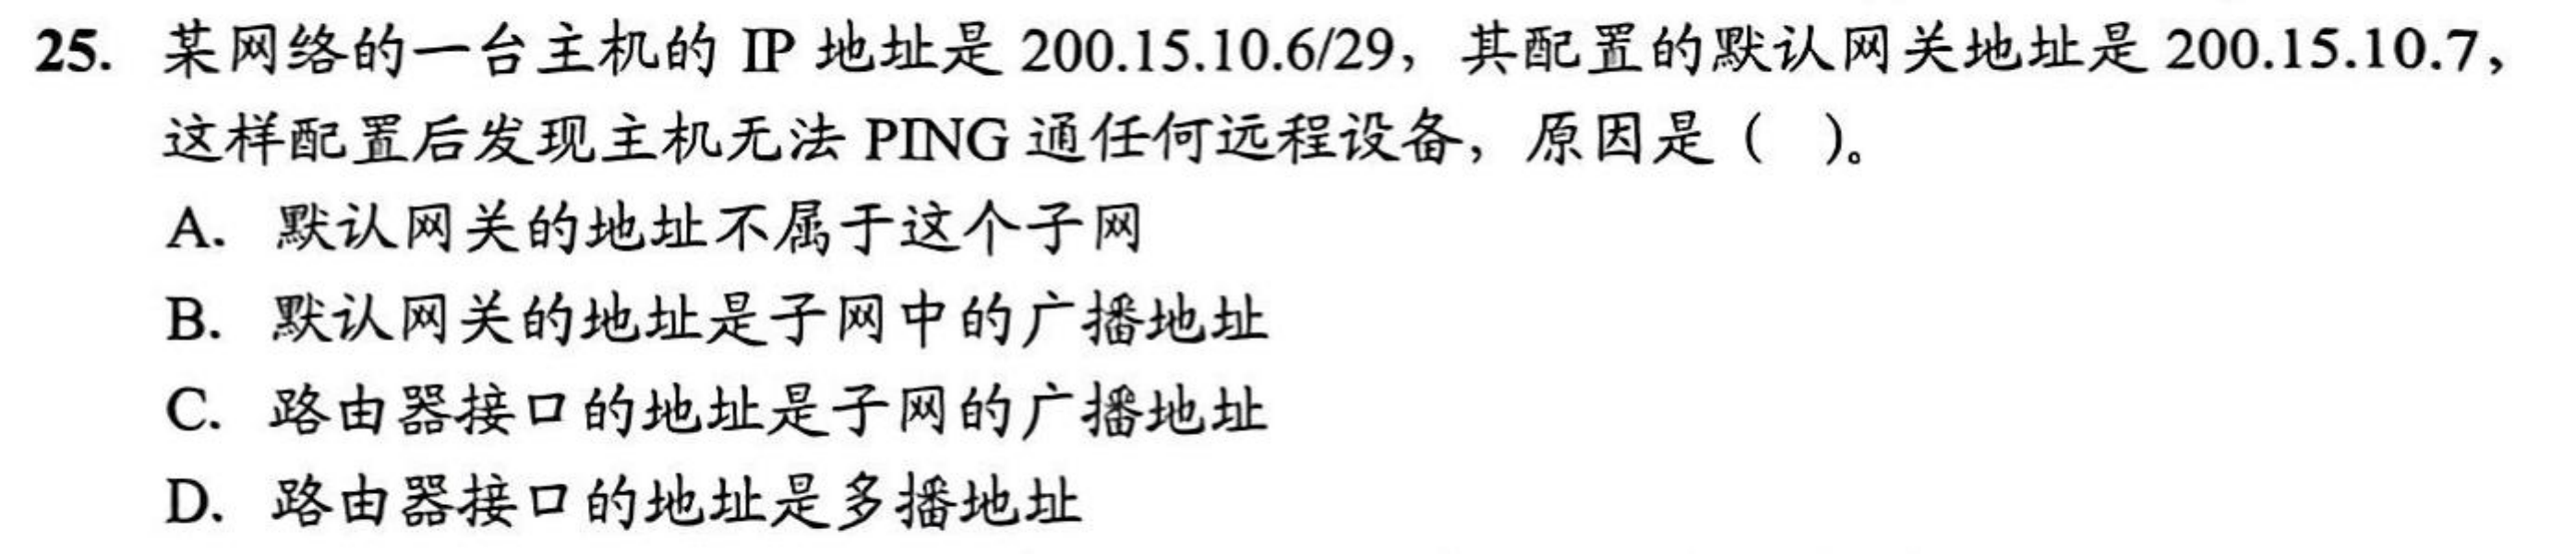 25. 某网络的一台主机的 IP 地址是 200.15.10.6/29，其配置的默认网关地址是 200.15.10.7，
这样配置后发现主机无法 PING 通任何远程设备，原因是（ ）。
A. 默认网关的地址不属于这个子网
B. 默认网关的地址是子网中的广播地址
C. 路由器接口的地址是子网的广播地址
D. 路由器接口的地址是多播地址